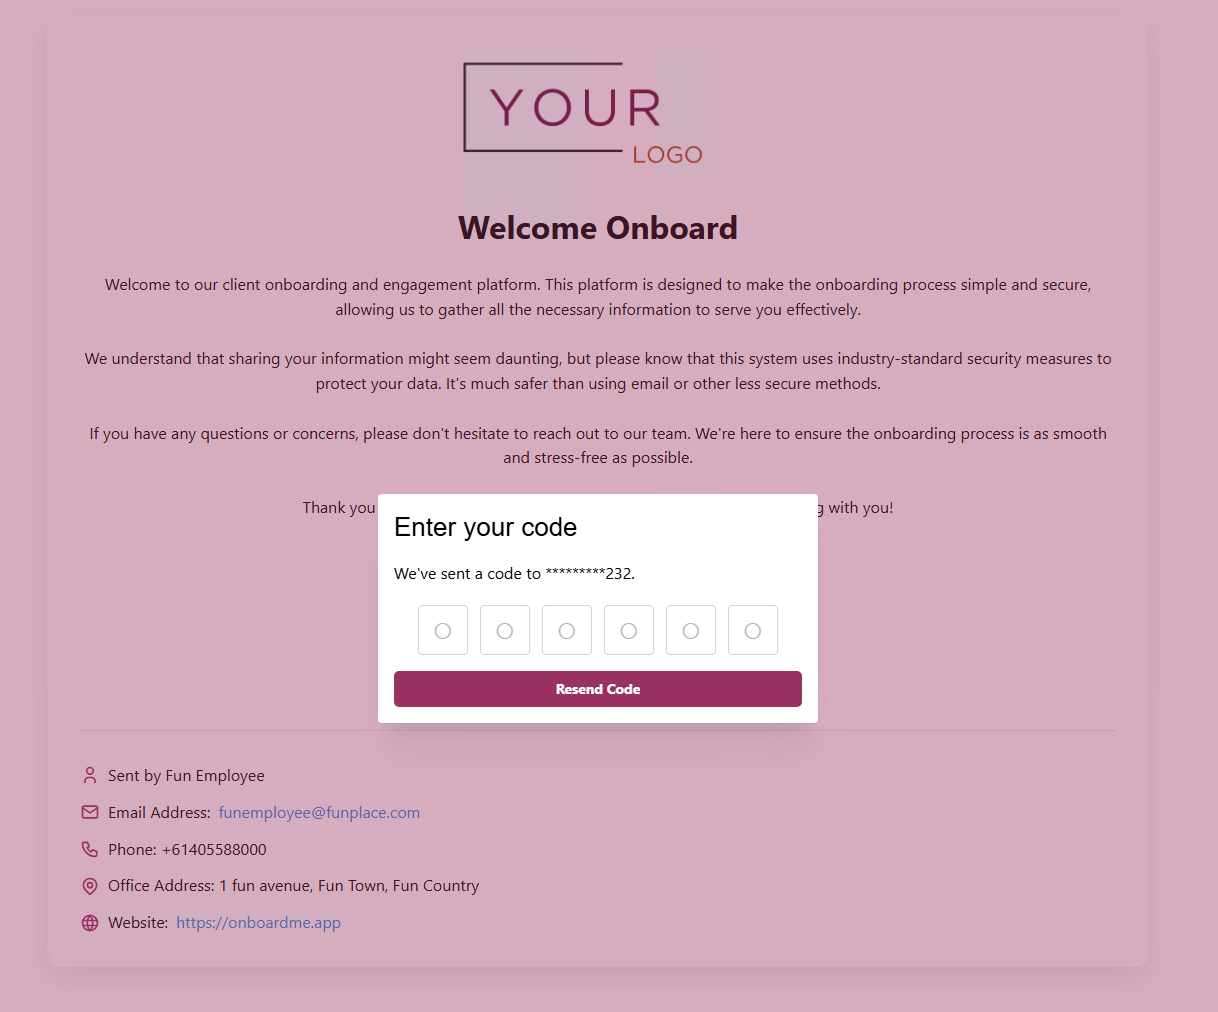 YOUR
LOGO
Welcome Onboard
Welcome to our client onboarding and engagement platform. This platform is designed to make the onboarding process simple and secure,
allowing us to gather all the necessary information to serve you effectively.
We understand that sharing your information might seem daunting, but please know that this system uses industry-standard security measures to
protect your data. It's much safer than using email or other less secure methods.
If you have any questions or concerns, please don't hesitate to reach out to our team. We're here to ensure the onboarding process is as smooth
and stress-free as possible.
Thank you
with you!
Enter your code
We've sent a code to *********232.
Resend Code
Sent by Fun Employee
Email Address: funemployee@funplace.com
Phone: +61405588000
Office Address: 1 fun avenue, Fun Town, Fun Country
Website: https://onboardme.app